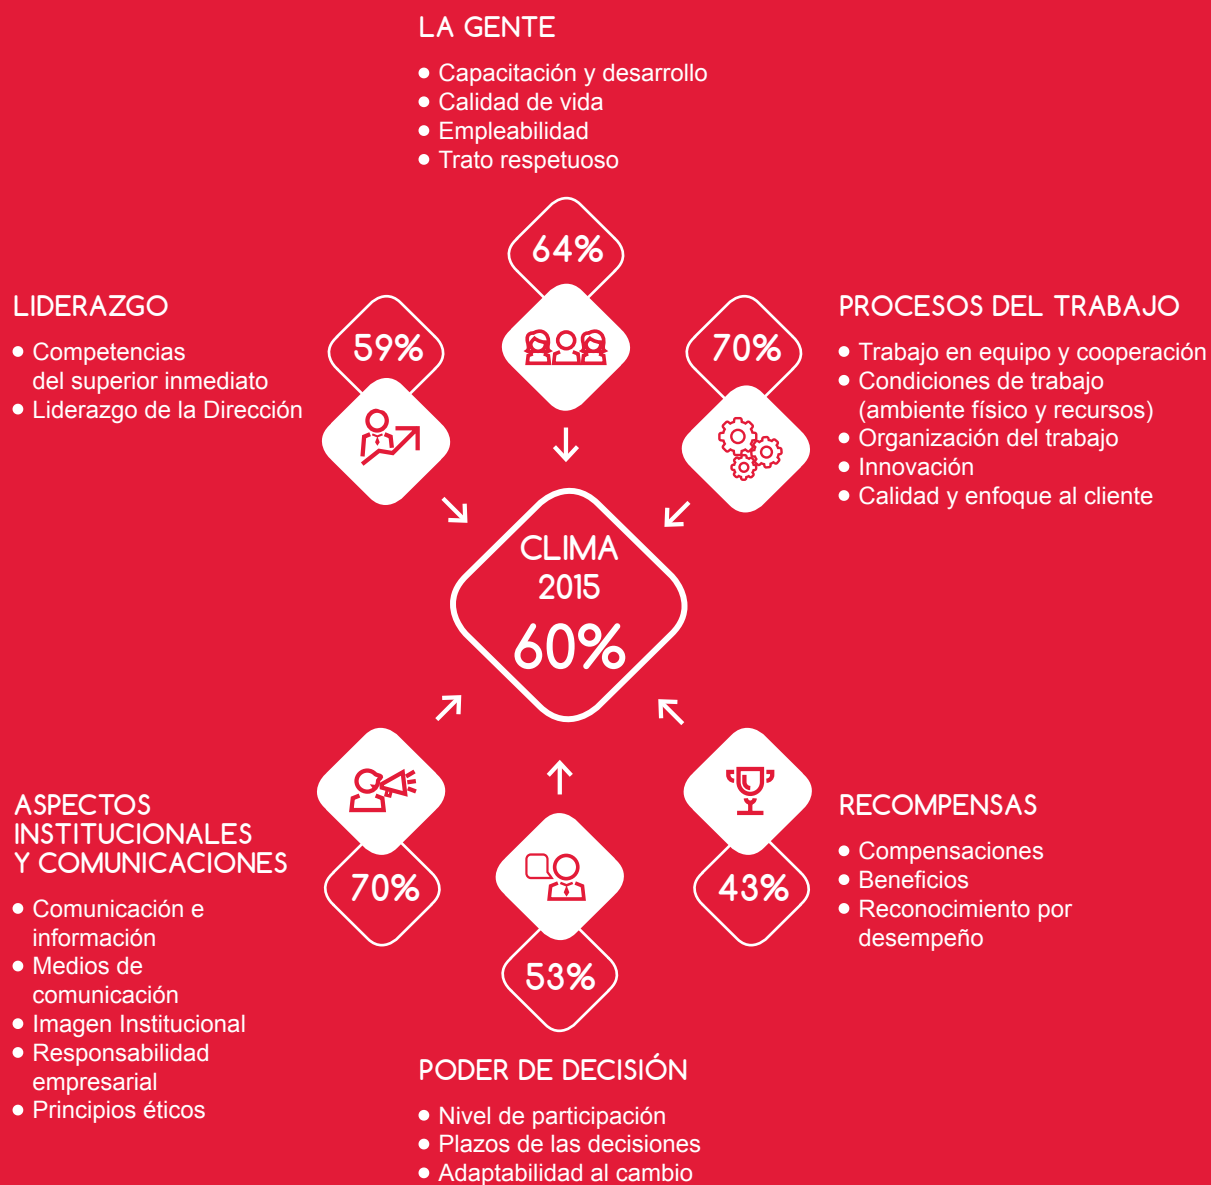 LA GENTE
• Capacitación y desarrollo
• Calidad de vida
• Empleabilidad
• Trato respetuoso
64%
LIDERAZGO
• Competencias
del superior inmediato
• Liderazgo de la Dirección
59%
PROCESOS DEL TRABAJO
• Trabajo en equipo y cooperación
• Condiciones de trabajo
(ambiente físico y recursos)
• Organización del trabajo
• Innovación
• Calidad y enfoque al cliente
70%
CLIMA
2015
60%
ASPECTOS
INSTITUCIONALES
Y COMUNICACIONES
• Comunicación e
información
• Medios de
comunicación
• Imagen Institucional
• Responsabilidad
empresarial
• Principios éticos
70%
53%
PODER DE DECISIÓN
• Nivel de participación
• Plazos de las decisiones
• Adaptabilidad al cambio
43%
RECOMPENSAS
• Compensaciones
• Beneficios
• Reconocimiento por
desempeño